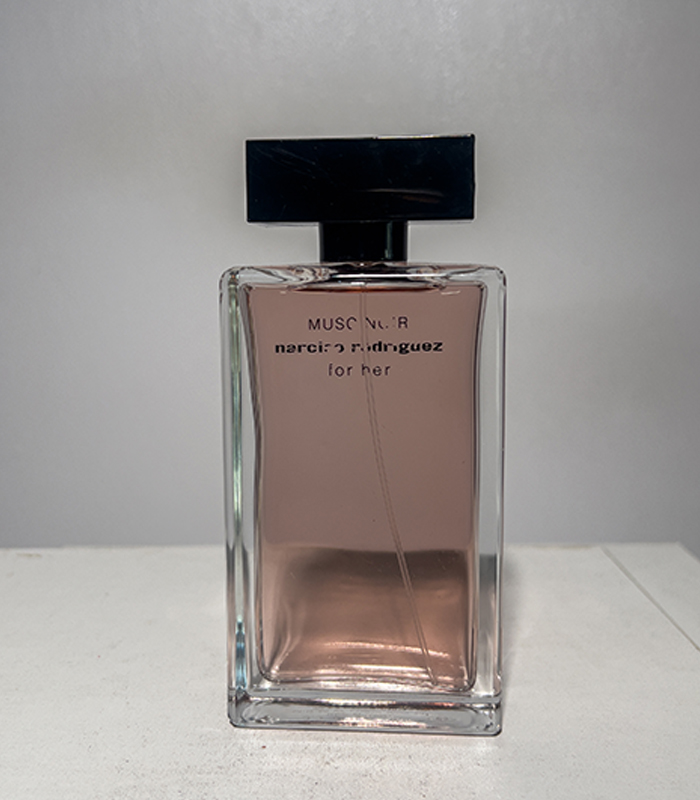 MUSC NOIR
narciso rodriguez
for her